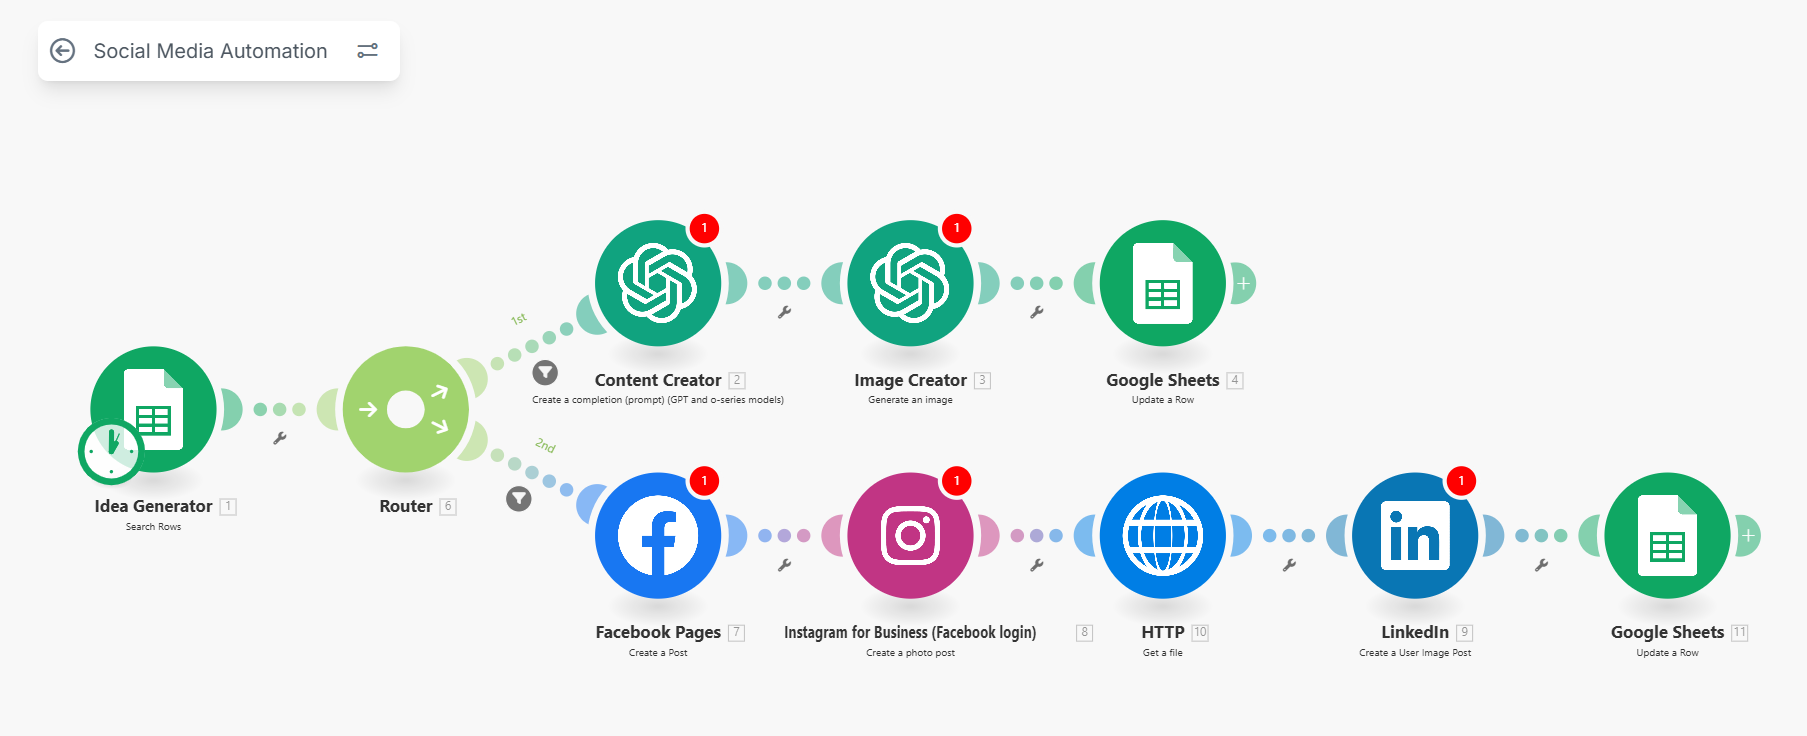 Social Media Automation
1
1
1st
Content Creator 2
Create a completion (prompt) (GPT and o-series models)
Image Creator 3
Generate an image
Google Sheets 4
Update a Row
Idea Generator 1
Search Rows
Router 6
2nd
1
1
1
Facebook Pages 7
Create a Post
Instagram for Business (Facebook login) 8
Create a photo post
HTTP 10
Get a file
LinkedIn 9
Create a User Image Post
Google Sheets 11
Update a Row